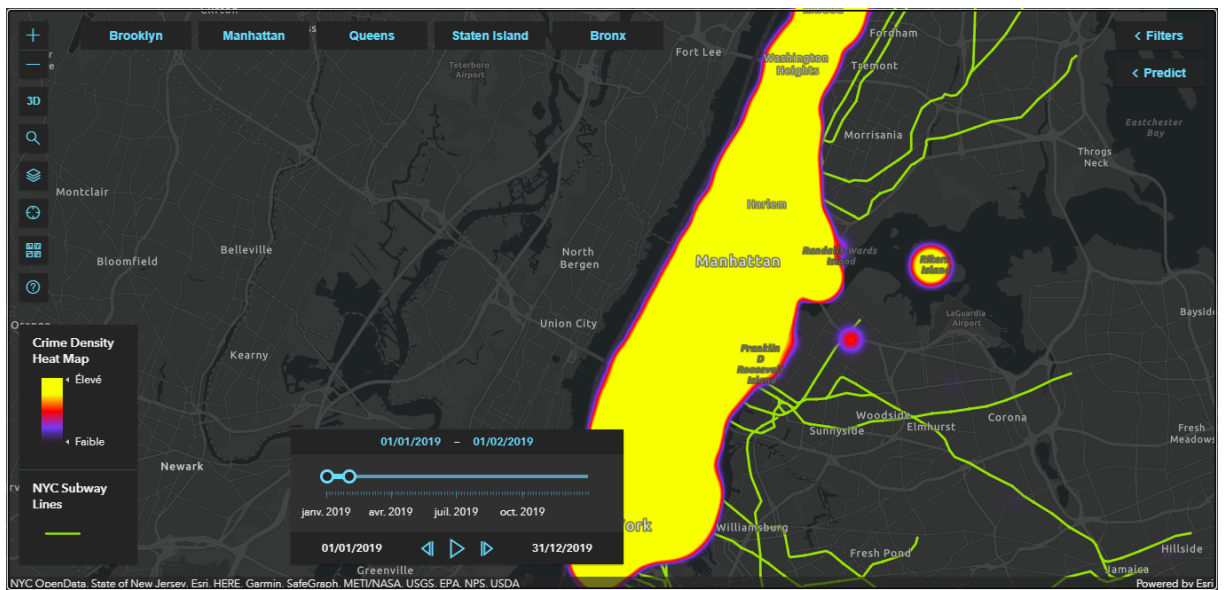 Brooklyn
Manhattan
Queens
Staten Island
Bronx
Filters
Predict
3D
Fort Lee
Fordham
Washington
Heights
Tremont
Teterboro
Airport
Eastchester
Bay
Morrisania
Throgs
Neck
Montclair
Harlem
Belleville
Bloomfield
North
Bergen
Manhattan
Randalls Wards
Island
Rikers
Island
LaGuardia
Airport
Union City
Kearny
Franklin
D
Roosevelt
Island
Woodside
Elmhurst
Corona
Sunnyside
Fresh
Meadows
Crime Density
Heat Map
Élevé
Faible
Newark
NYC Subway
Lines
01/01/2019 – 01/02/2019
janv. 2019 avr. 2019 juil. 2019 oct. 2019
01/01/2019
31/12/2019
ork
Williamsburg
Fresh Pond
Hillside
Jamaica
Greenville
NYC OpenData, State of New Jersey, Esri, HERE, Garmin, SafeGraph, METI/NASA, USGS, EPA, NPS, USDA
Powered by Esri